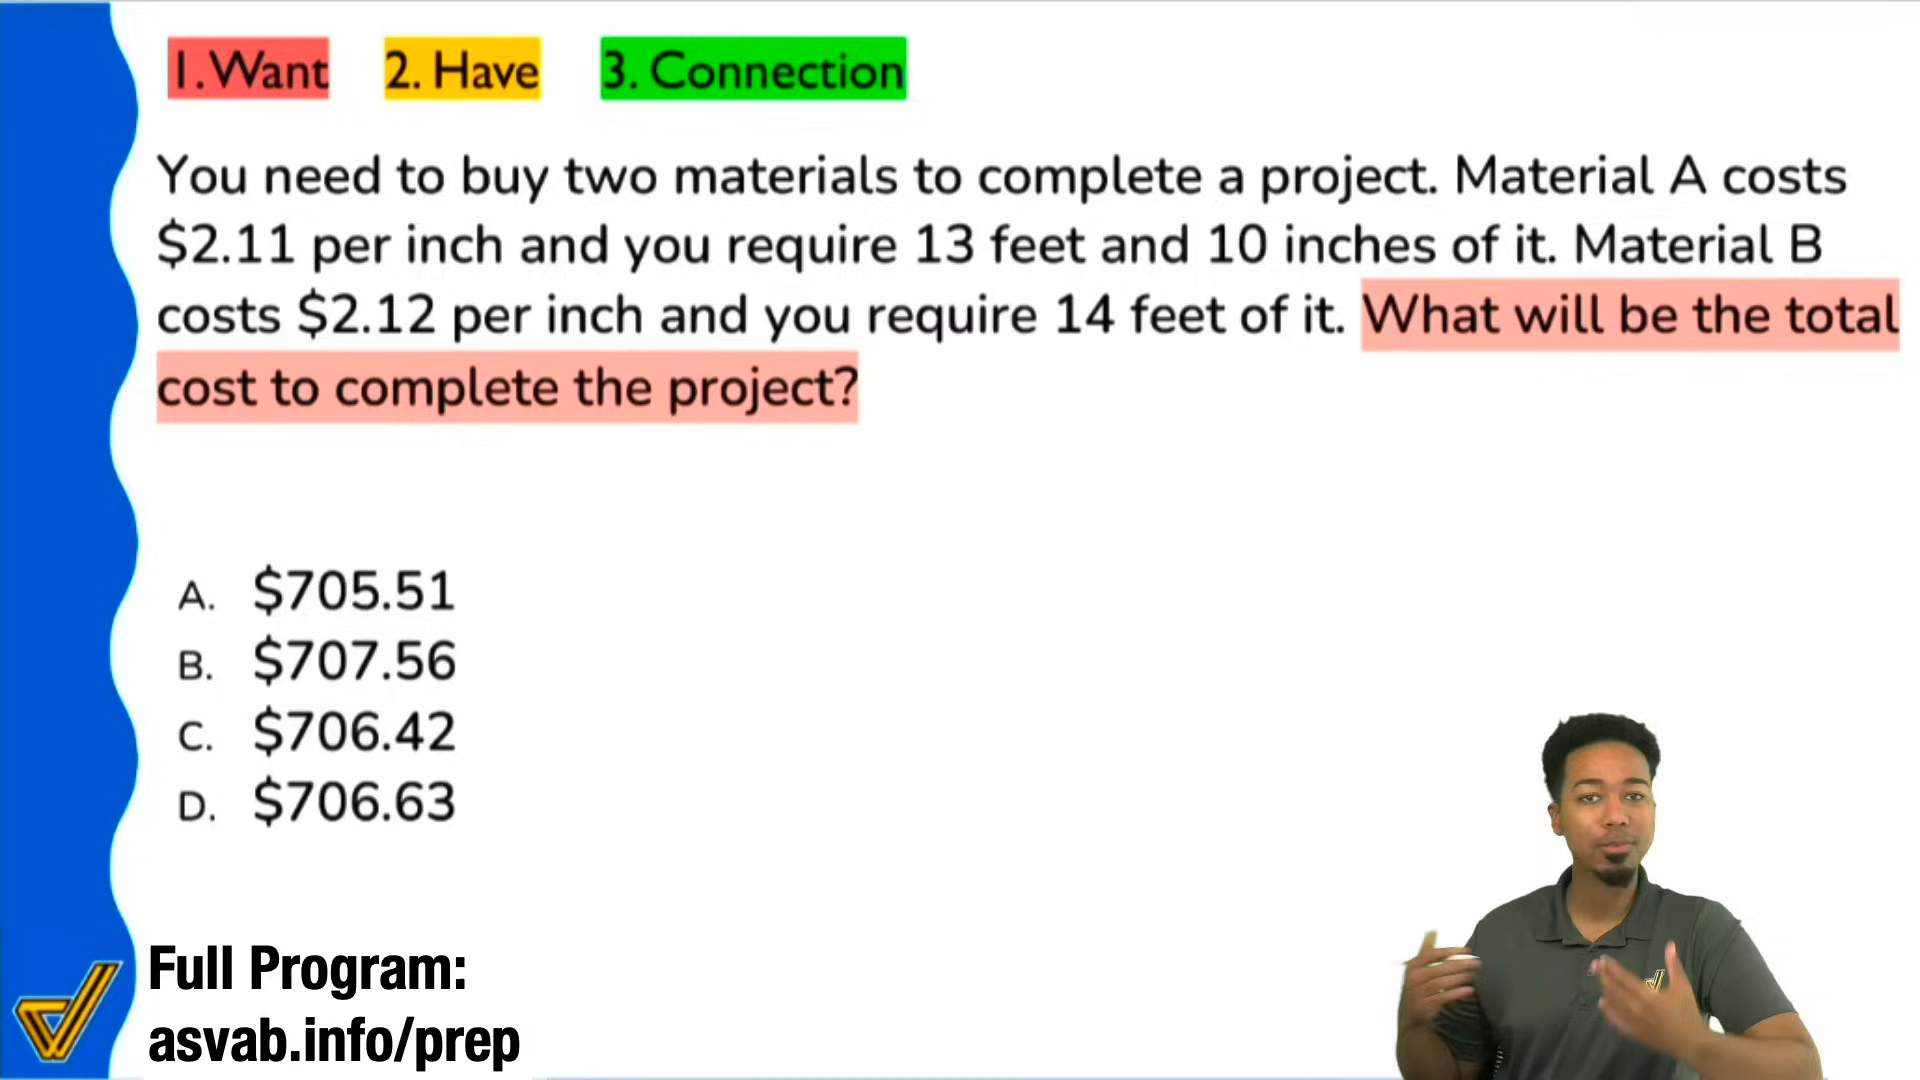 1. Want 2. Have 3. Connection
You need to buy two materials to complete a project. Material A costs
$2.11 per inch and you require 13 feet and 10 inches of it. Material B
costs $2.12 per inch and you require 14 feet of it. What will be the total
cost to complete the project?
A. $705.51
B. $707.56
C. $706.42
D. $706.63
Full Program:
asvab.info/prep